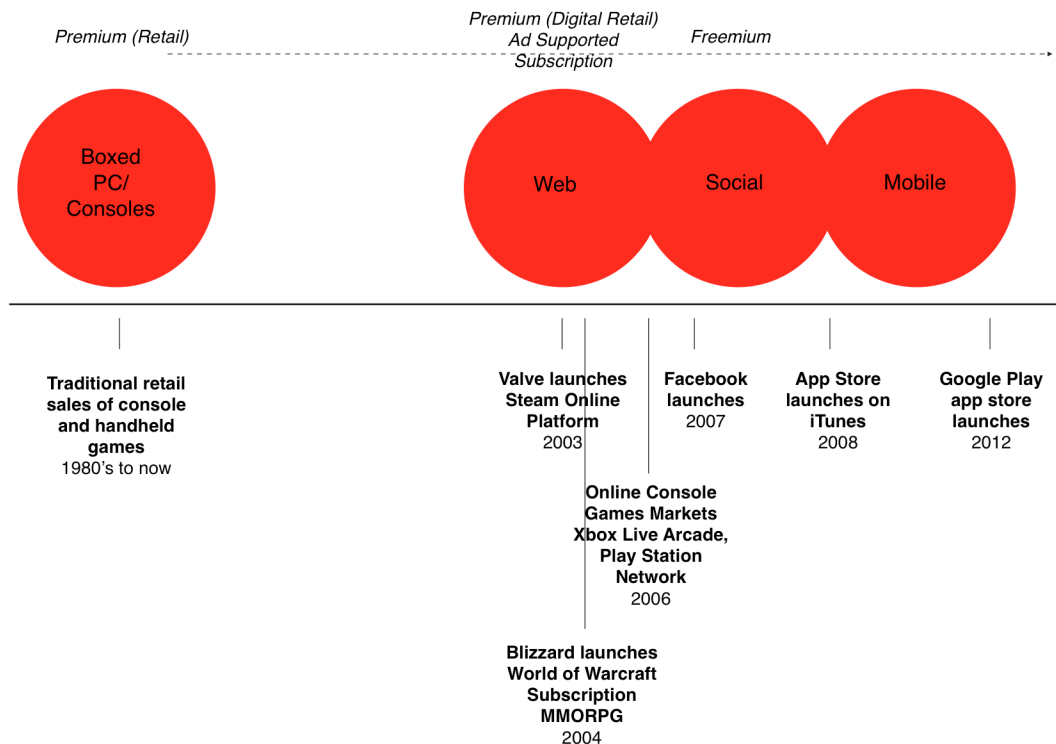 Premium (Retail)
Premium (Digital Retail)
Ad Supported
Subscription
Freemium
Boxed
PC/
Consoles
Web
Social
Mobile
Traditional retail
sales of console
and handheld
games
1980's to now
Valve launches
Steam Online
Platform
2003
Facebook
launches
2007
App Store
launches on
iTunes
2008
Google Play
app store
launches
2012
Online Console
Games Markets
Xbox Live Arcade,
Play Station
Network
2006
Blizzard launches
World of Warcraft
Subscription
MMORPG
2004